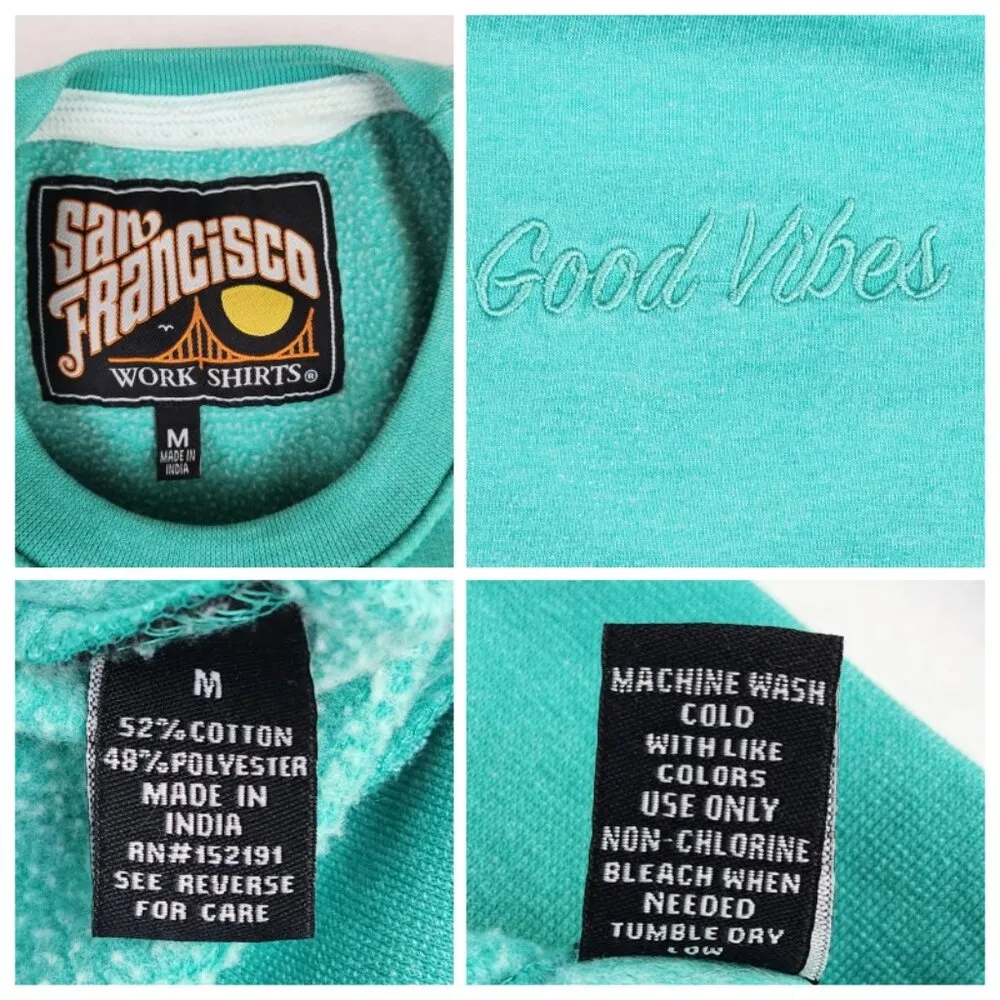 San
Francisco
WORK SHIRTS®
M
MADE IN
INDIA
Good Vibes
M
52% COTTON
48% POLYESTER
MADE IN
INDIA
RN#152191
SEE REVERSE
FOR CARE
MACHINE WASH
COLD
WITH LIKE
COLORS
USE ONLY
NON-CHLORINE
BLEACH WHEN
NEEDED
TUMBLE DRY
LOW